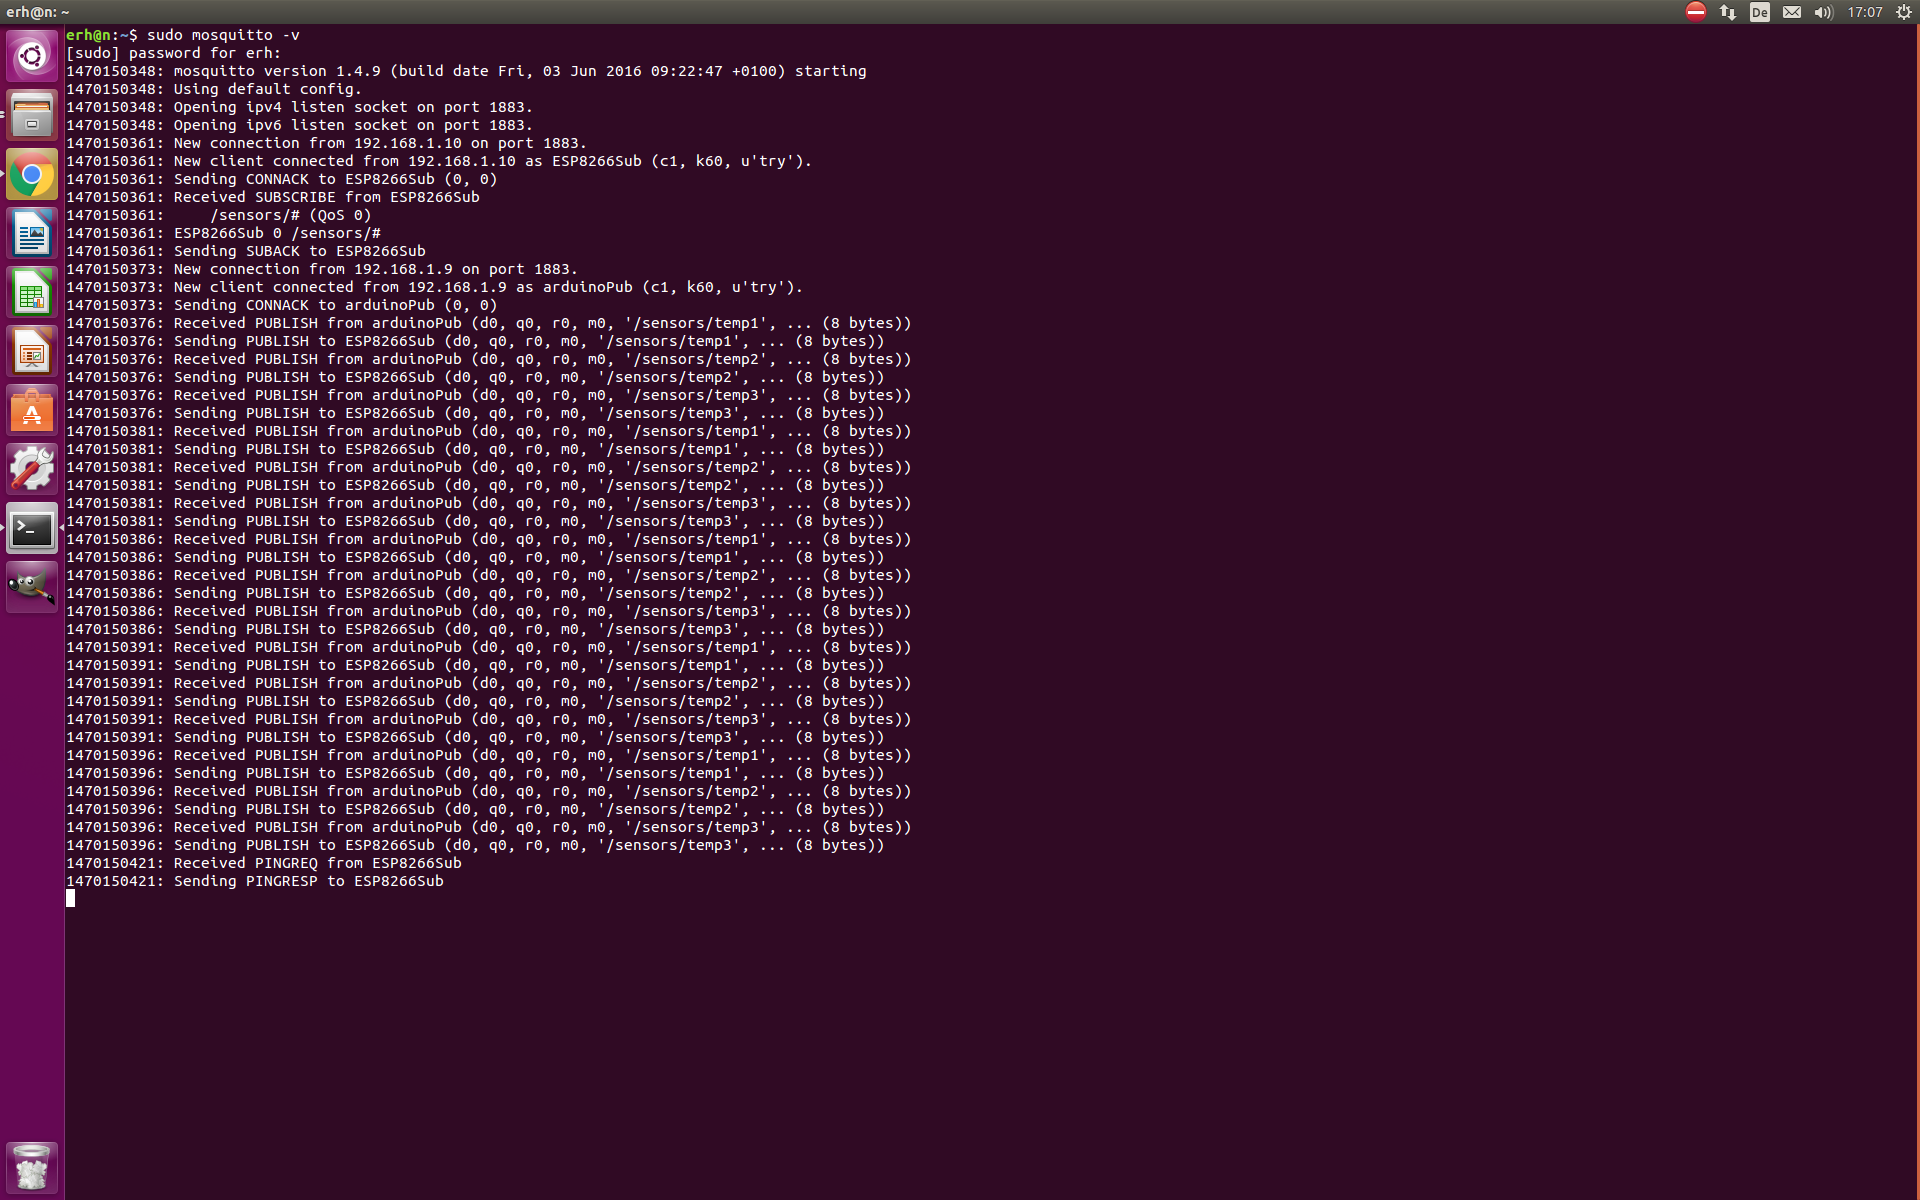 erh@n: ~
De
17:07
erh@n:~$ sudo mosquitto -v
[sudo] password for erh:
1470150348: mosquitto version 1.4.9 (build date Fri, 03 Jun 2016 09:22:47 +0100) starting
1470150348: Using default config.
1470150348: Opening ipv4 listen socket on port 1883.
1470150348: Opening ipv6 listen socket on port 1883.
1470150361: New connection from 192.168.1.10 on port 1883.
1470150361: New client connected from 192.168.1.10 as ESP8266Sub (c1, k60, u'try').
1470150361: Sending CONNACK to ESP8266Sub (0, 0)
1470150361: Received SUBSCRIBE from ESP8266Sub
1470150361:     /sensors/# (QoS 0)
1470150361: ESP8266Sub 0 /sensors/#
1470150361: Sending SUBACK to ESP8266Sub
1470150373: New connection from 192.168.1.9 on port 1883.
1470150373: New client connected from 192.168.1.9 as arduinoPub (c1, k60, u'try').
1470150373: Sending CONNACK to arduinoPub (0, 0)
1470150376: Received PUBLISH from arduinoPub (d0, q0, r0, m0, '/sensors/temp1', ... (8 bytes))
1470150376: Sending PUBLISH to ESP8266Sub (d0, q0, r0, m0, '/sensors/temp1', ... (8 bytes))
1470150376: Received PUBLISH from arduinoPub (d0, q0, r0, m0, '/sensors/temp2', ... (8 bytes))
1470150376: Sending PUBLISH to ESP8266Sub (d0, q0, r0, m0, '/sensors/temp2', ... (8 bytes))
1470150376: Received PUBLISH from arduinoPub (d0, q0, r0, m0, '/sensors/temp3', ... (8 bytes))
1470150376: Sending PUBLISH to ESP8266Sub (d0, q0, r0, m0, '/sensors/temp3', ... (8 bytes))
1470150381: Received PUBLISH from arduinoPub (d0, q0, r0, m0, '/sensors/temp1', ... (8 bytes))
1470150381: Sending PUBLISH to ESP8266Sub (d0, q0, r0, m0, '/sensors/temp1', ... (8 bytes))
1470150381: Received PUBLISH from arduinoPub (d0, q0, r0, m0, '/sensors/temp2', ... (8 bytes))
1470150381: Sending PUBLISH to ESP8266Sub (d0, q0, r0, m0, '/sensors/temp2', ... (8 bytes))
1470150381: Received PUBLISH from arduinoPub (d0, q0, r0, m0, '/sensors/temp3', ... (8 bytes))
1470150381: Sending PUBLISH to ESP8266Sub (d0, q0, r0, m0, '/sensors/temp3', ... (8 bytes))
1470150386: Received PUBLISH from arduinoPub (d0, q0, r0, m0, '/sensors/temp1', ... (8 bytes))
1470150386: Sending PUBLISH to ESP8266Sub (d0, q0, r0, m0, '/sensors/temp1', ... (8 bytes))
1470150386: Received PUBLISH from arduinoPub (d0, q0, r0, m0, '/sensors/temp2', ... (8 bytes))
1470150386: Sending PUBLISH to ESP8266Sub (d0, q0, r0, m0, '/sensors/temp2', ... (8 bytes))
1470150386: Received PUBLISH from arduinoPub (d0, q0, r0, m0, '/sensors/temp3', ... (8 bytes))
1470150386: Sending PUBLISH to ESP8266Sub (d0, q0, r0, m0, '/sensors/temp3', ... (8 bytes))
1470150391: Received PUBLISH from arduinoPub (d0, q0, r0, m0, '/sensors/temp1', ... (8 bytes))
1470150391: Sending PUBLISH to ESP8266Sub (d0, q0, r0, m0, '/sensors/temp1', ... (8 bytes))
1470150391: Received PUBLISH from arduinoPub (d0, q0, r0, m0, '/sensors/temp2', ... (8 bytes))
1470150391: Sending PUBLISH to ESP8266Sub (d0, q0, r0, m0, '/sensors/temp2', ... (8 bytes))
1470150391: Received PUBLISH from arduinoPub (d0, q0, r0, m0, '/sensors/temp3', ... (8 bytes))
1470150391: Sending PUBLISH to ESP8266Sub (d0, q0, r0, m0, '/sensors/temp3', ... (8 bytes))
1470150396: Received PUBLISH from arduinoPub (d0, q0, r0, m0, '/sensors/temp1', ... (8 bytes))
1470150396: Sending PUBLISH to ESP8266Sub (d0, q0, r0, m0, '/sensors/temp1', ... (8 bytes))
1470150396: Received PUBLISH from arduinoPub (d0, q0, r0, m0, '/sensors/temp2', ... (8 bytes))
1470150396: Sending PUBLISH to ESP8266Sub (d0, q0, r0, m0, '/sensors/temp2', ... (8 bytes))
1470150396: Received PUBLISH from arduinoPub (d0, q0, r0, m0, '/sensors/temp3', ... (8 bytes))
1470150396: Sending PUBLISH to ESP8266Sub (d0, q0, r0, m0, '/sensors/temp3', ... (8 bytes))
1470150421: Received PINGREQ from ESP8266Sub
1470150421: Sending PINGRESP to ESP8266Sub